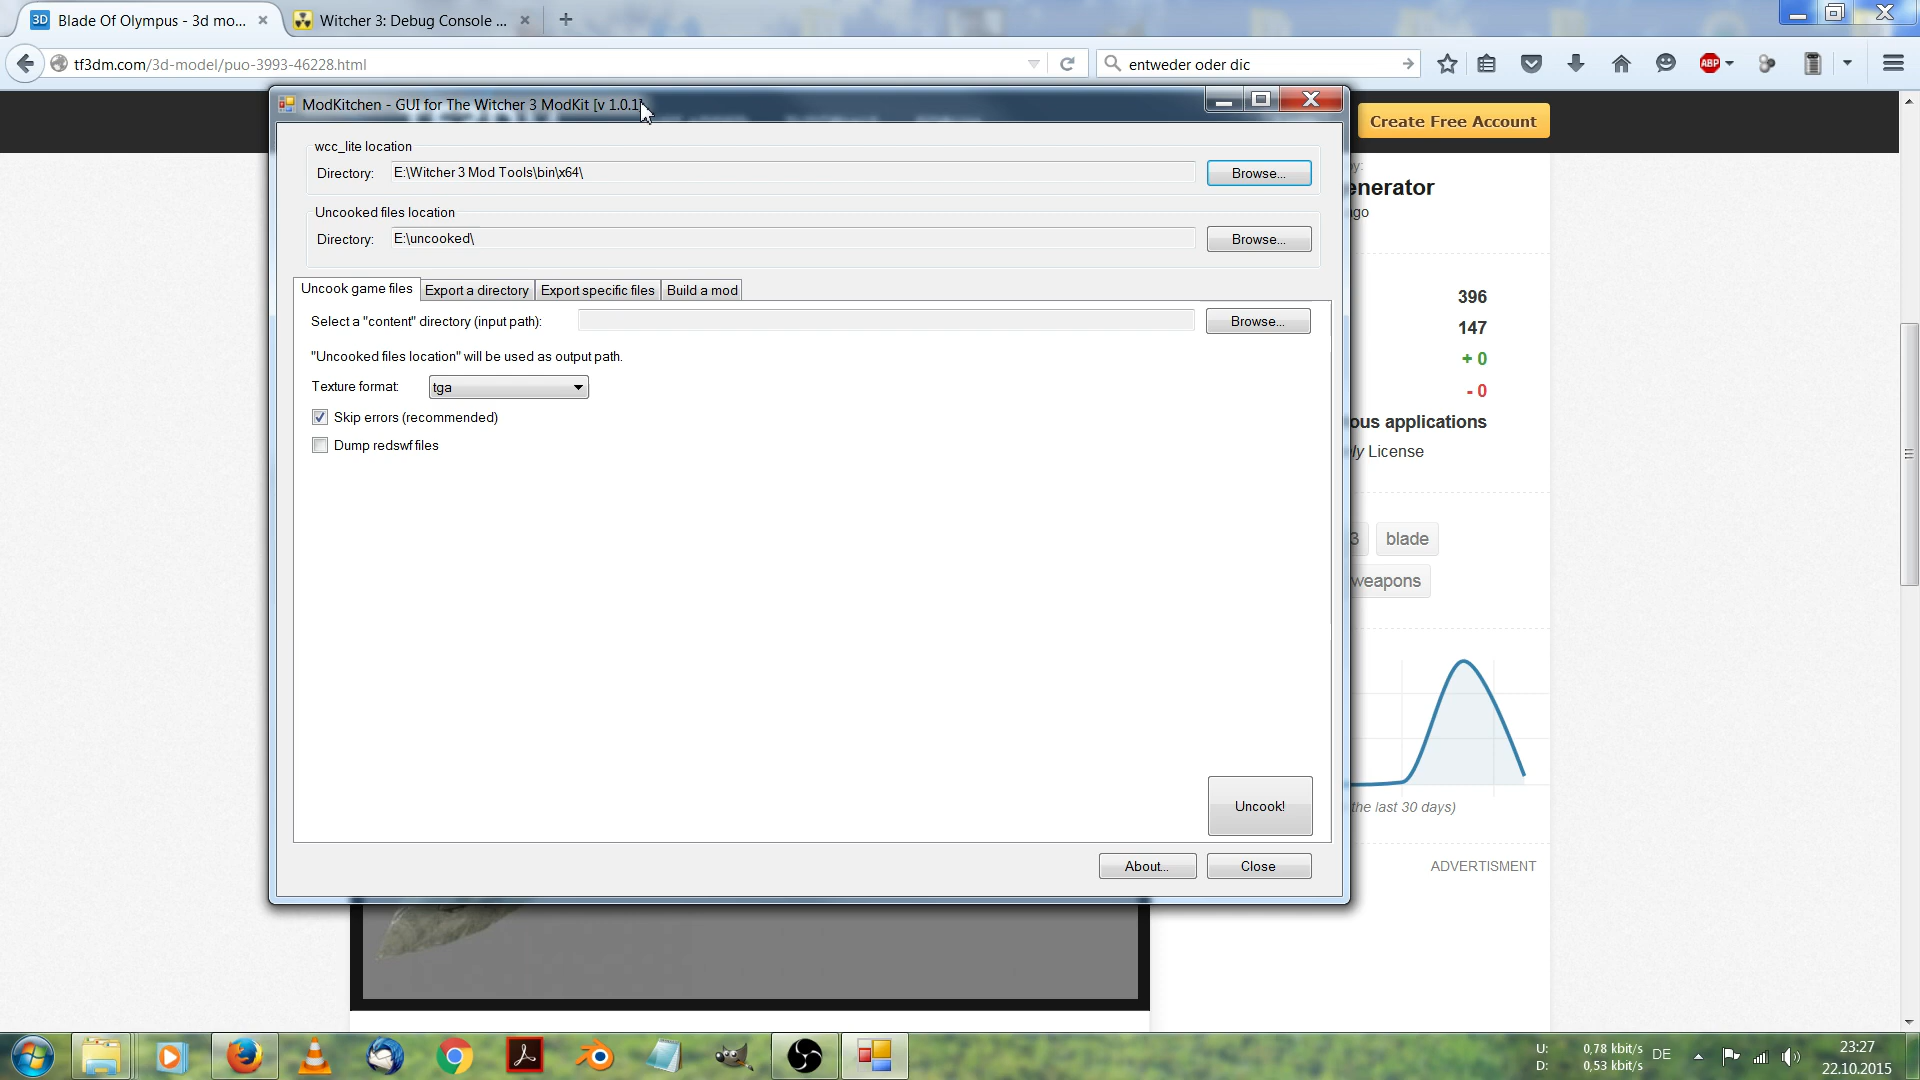 Blade Of Olympus - 3d mo...
Witcher 3: Debug Console ...
tf3dm.com/3d-model/puo-3993-46228.html
entweder oder dic
ABP
ModKitchen - GUI for The Witcher 3 ModKit [v 1.0.1]
Create Free Account
wcc_lite location
Directory: E:\Witcher 3 Mod Tools\bin\x64\ Browse...
enerator
Uncooked files location
ago
Directory: E:\uncooked\ Browse...
Uncook game files Export a directory Export specific files Build a mod
396
Select a "content" directory (input path): Browse...
147
"Uncooked files location" will be used as output path.
+ 0
Texture format: tga
- 0
Skip errors (recommended)
ous applications
Dump redswf files
ly License
3 blade
weapons
Uncook!
the last 30 days)
About... Close
ADVERTISMENT
U: 0,78 kbit/s
D: 0,53 kbit/s
DE
23:27
22.10.2015